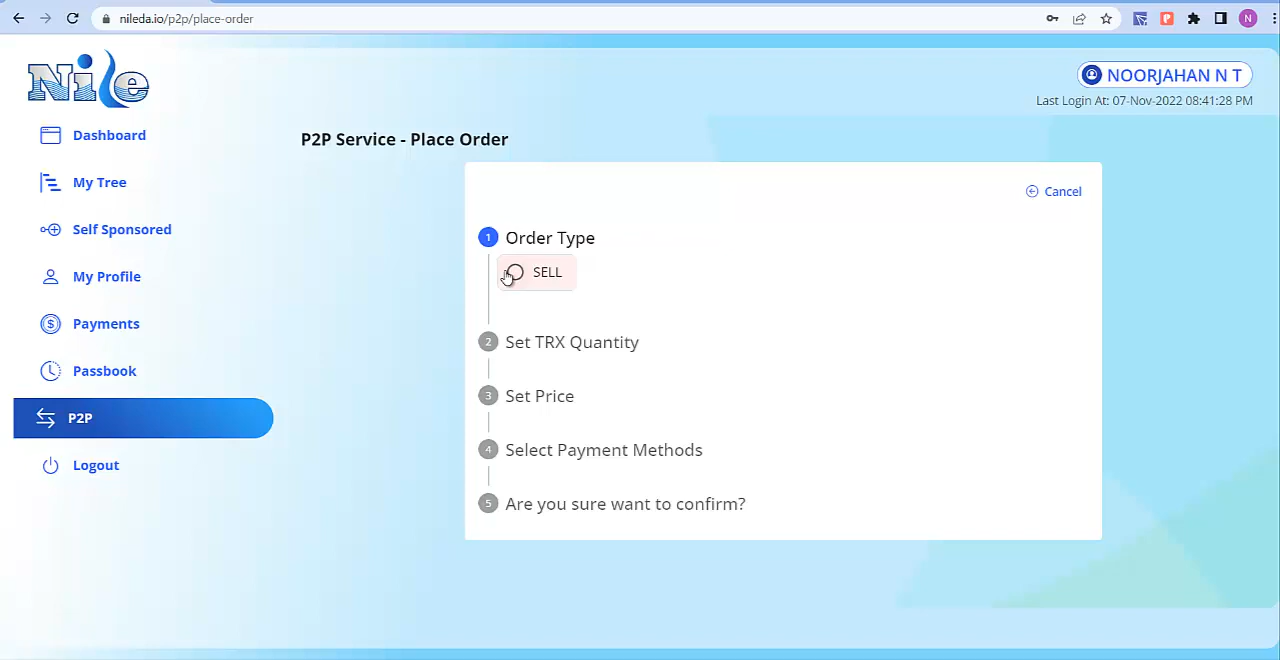 nileda.io/p2p/place-order
N
Nile
NOORJAHAN N T
Last Login At: 07-Nov-2022 08:41:28 PM
Dashboard
My Tree
Self Sponsored
My Profile
Payments
Passbook
P2P
Logout
P2P Service - Place Order
Cancel
1 Order Type
SELL
2 Set TRX Quantity
3 Set Price
4 Select Payment Methods
5 Are you sure want to confirm?